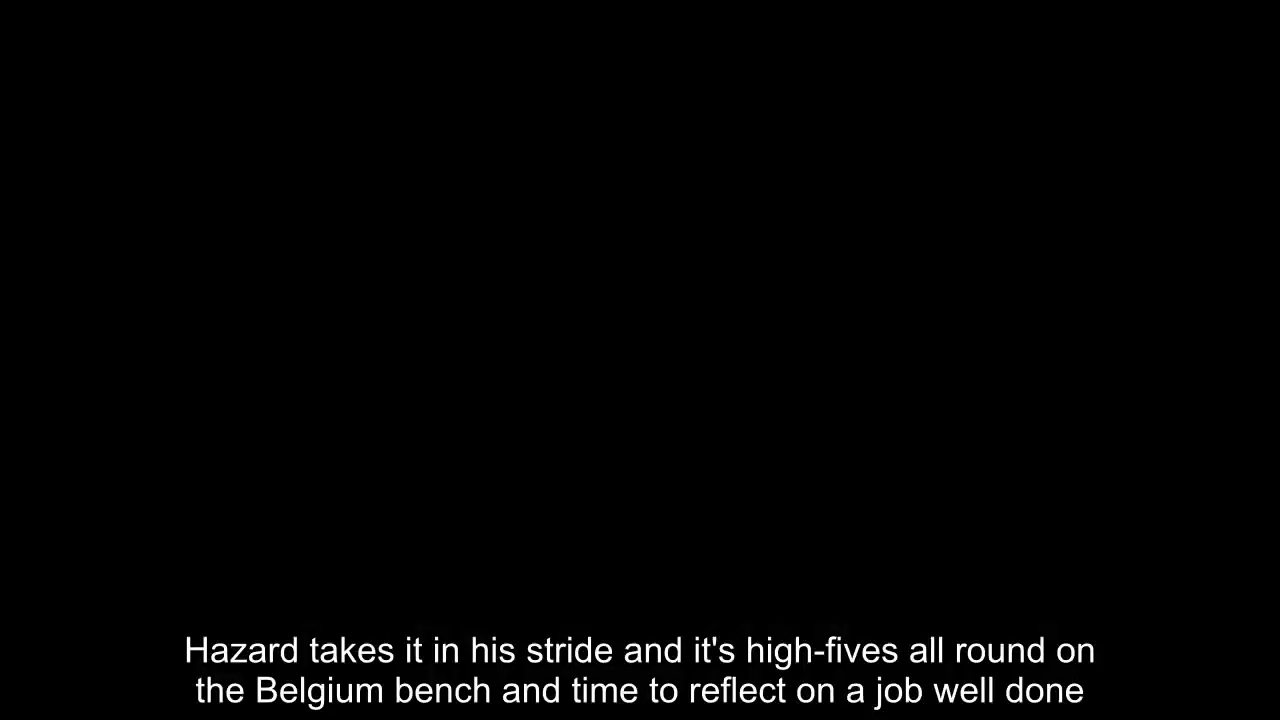 Hazard takes it in his stride and it's high-fives all round on
the Belgium bench and time to reflect on a job well done